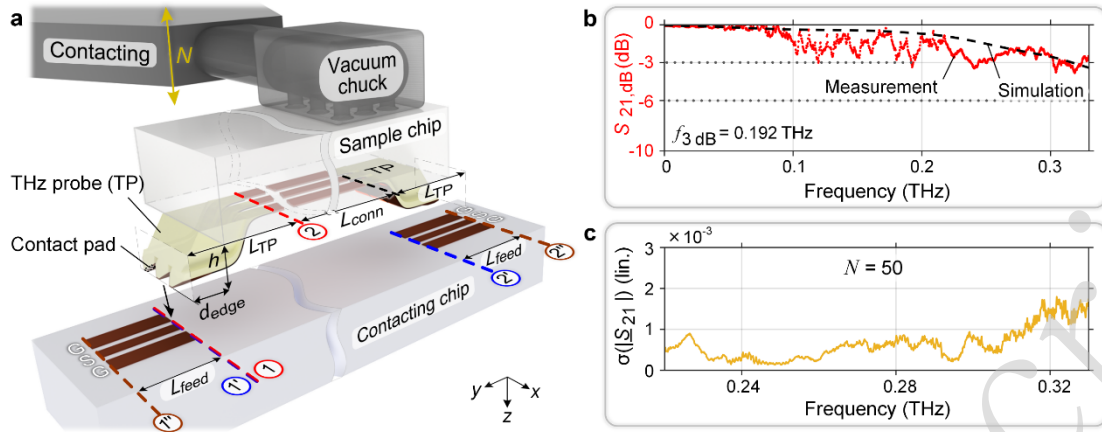 a
Contacting
N
Vacuum
chuck
Sample chip
THz probe (TP)
TP
L_TP
2
L_conn
Contact pad
L_TP
h
d_edge
GSG
L_feed
2"
2'
Contacting chip
GSG
L_feed
1
1'
1"
y
x
z
b
S 21,dB (dB)
0
-3
-6
-10
Measurement
Simulation
f3 dB = 0.192 THz
0
0.1
0.2
0.3
Frequency (THz)
c
× 10-3
σ(|S 21 |) (lin.)
3
2
1
0
N = 50
0.24
0.28
0.32
Frequency (THz)